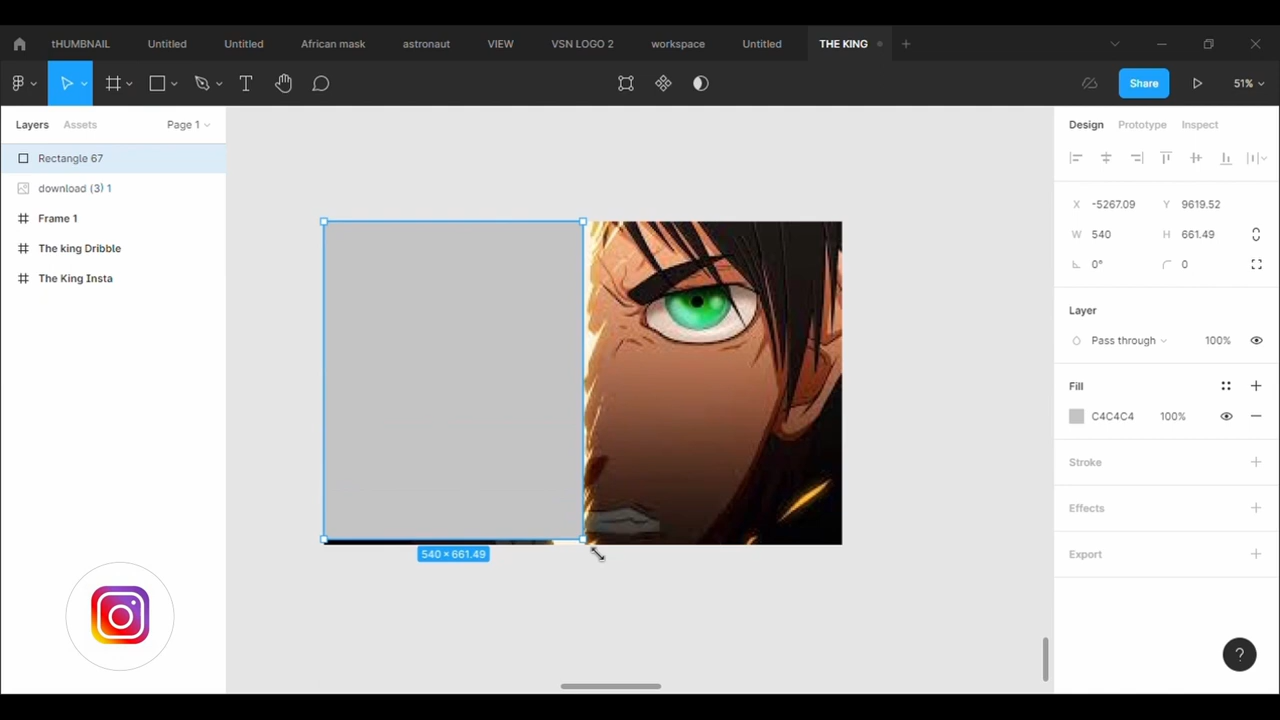 tHUMBNAIL Untitled Untitled African mask astronaut VIEW VSN LOGO 2 workspace Untitled THE KING
Share 51%
Layers Assets Page 1
Rectangle 67
download (3) 1
Frame 1
The king Dribble
The King Insta
540 × 661.49
Design Prototype Inspect
X -5267.09 Y 9619.52
W 540 H 661.49
0° 0
Layer
Pass through 100%
Fill
C4C4C4 100%
Stroke
Effects
Export
?